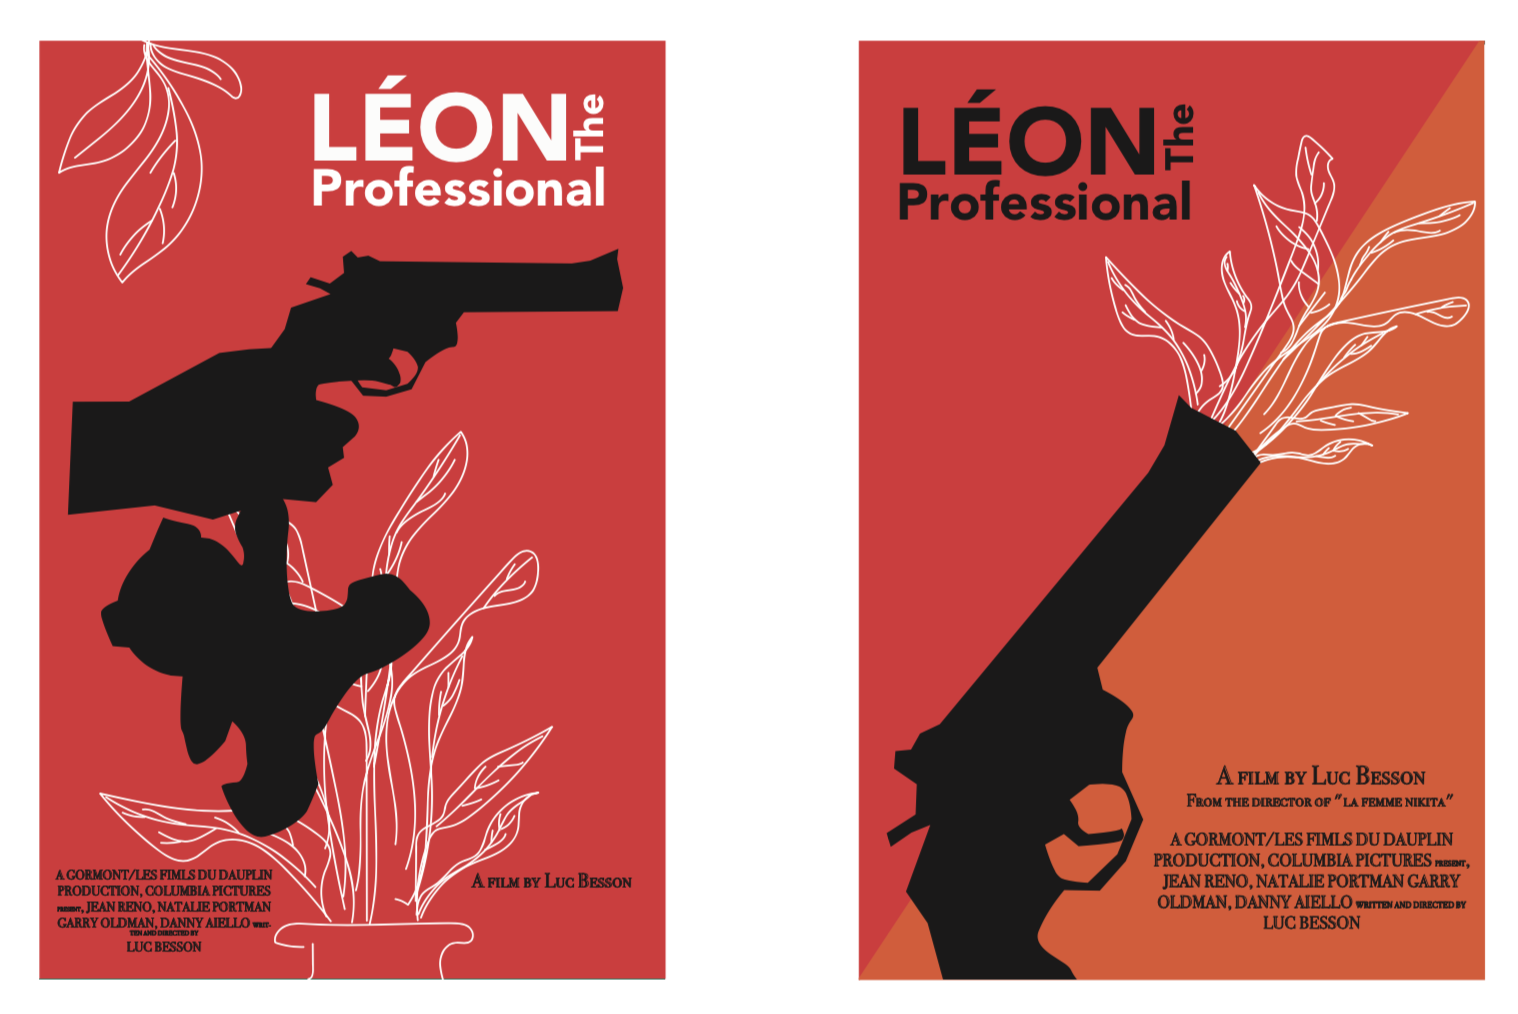 LÉON The
Professional
A GORMONT/LES FIMLS DU DAUPLIN
PRODUCTION, COLUMBIA PICTURES
PRESENT, JEAN RENO, NATALIE PORTMAN
GARRY OLDMAN, DANNY AIELLO WRIT-
TEN AND DIRECTED BY
LUC BESSON
A FILM BY LUC BESSON
LÉON The
Professional
A FILM BY LUC BESSON
FROM THE DIRECTOR OF "LA FEMME NIKITA"
A GORMONT/LES FIMLS DU DAUPLIN
PRODUCTION, COLUMBIA PICTURES PRESENT,
JEAN RENO, NATALIE PORTMAN GARRY
OLDMAN, DANNY AIELLO WRITTEN AND DIRECTED BY
LUC BESSON